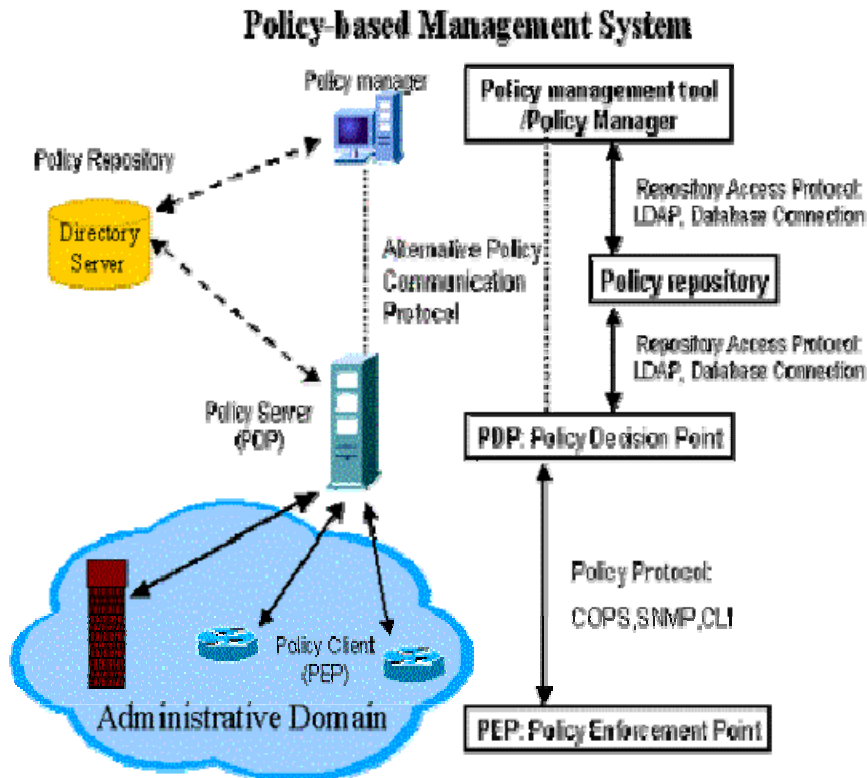 Policy-based Management System
Policy manager
Policy Repository
Directory
Server
Alternative Policy
Communication
Protocol
Policy Server
(PDP)
Policy Client
(PEP)
Administrative Domain
Policy management tool
/Policy Manager
Repository Access Protocol:
LDAP, Database Connection
Policy repository
Repository Access Protocol:
LDAP, Database Connection
PDP: Policy Decision Point
Policy Protocol:
COPS,SNMP,CLI
PEP: Policy Enforcement Point